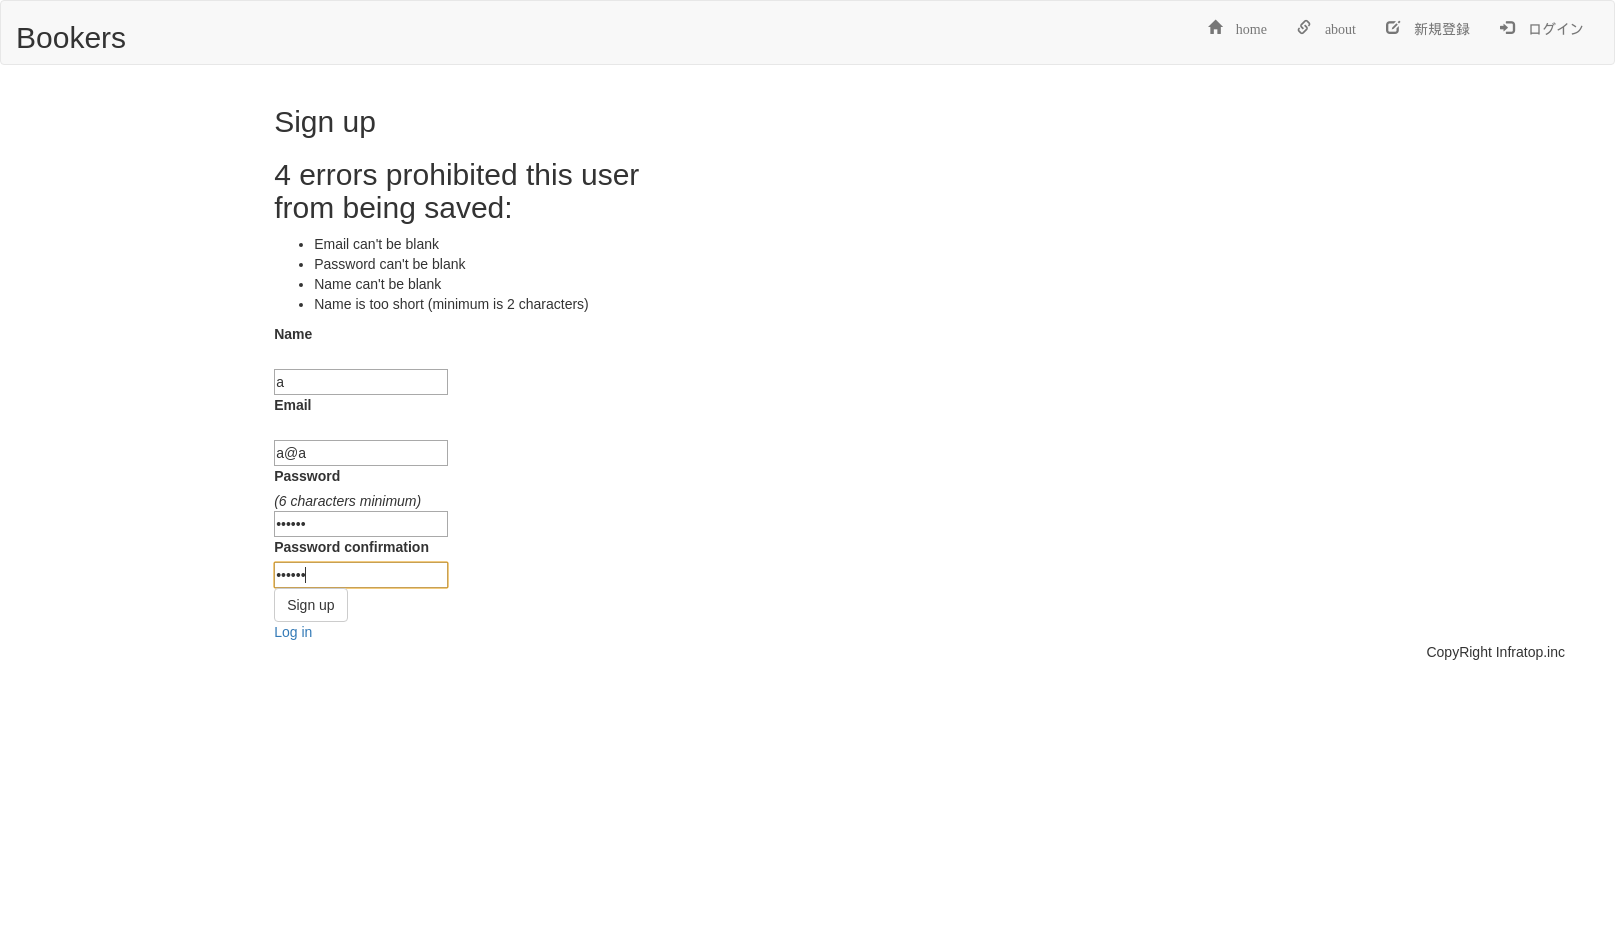 Bookers
home
about
新規登録
ログイン
Sign up
4 errors prohibited this user
from being saved:
Email can't be blank
Password can't be blank
Name can't be blank
Name is too short (minimum is 2 characters)
Name
a
Email
a@a
Password
(6 characters minimum)
••••••
Password confirmation
••••••
Sign up
Log in
CopyRight Infratop.inc